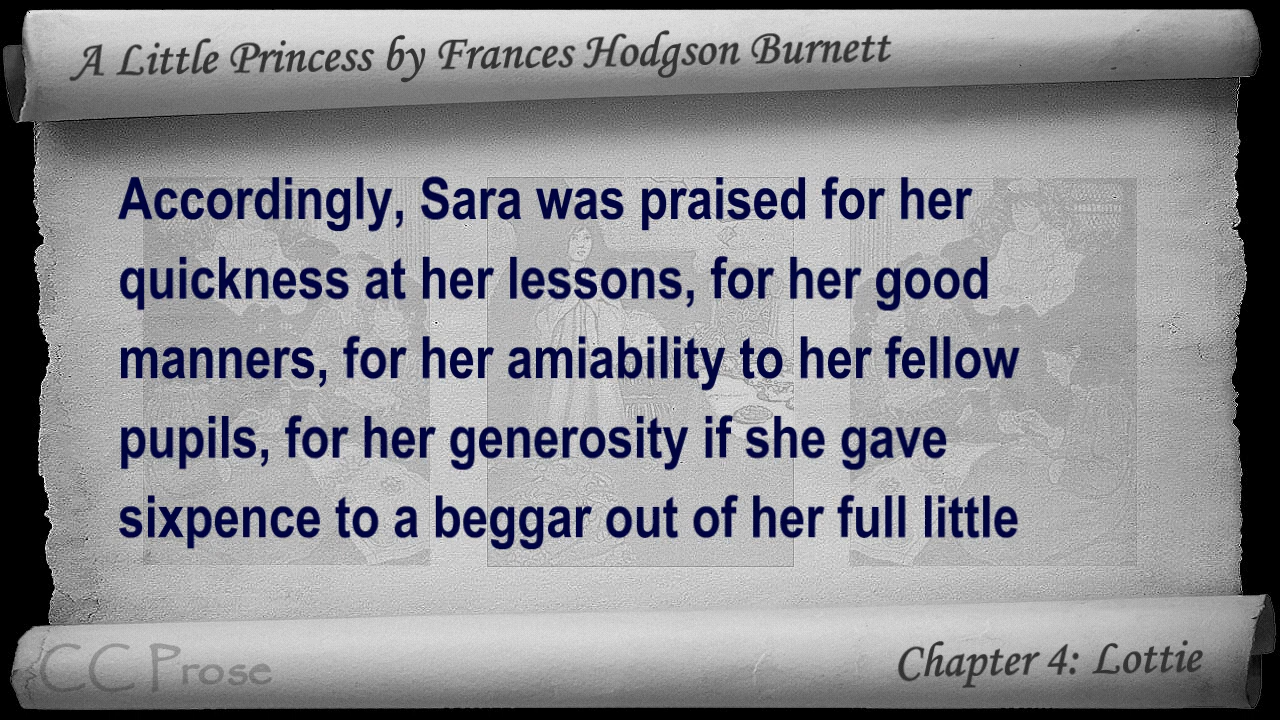 A Little Princess by Frances Hodgson Burnett
Accordingly, Sara was praised for her
quickness at her lessons, for her good
manners, for her amiability to her fellow
pupils, for her generosity if she gave
sixpence to a beggar out of her full little
CC Prose
Chapter 4: Lottie